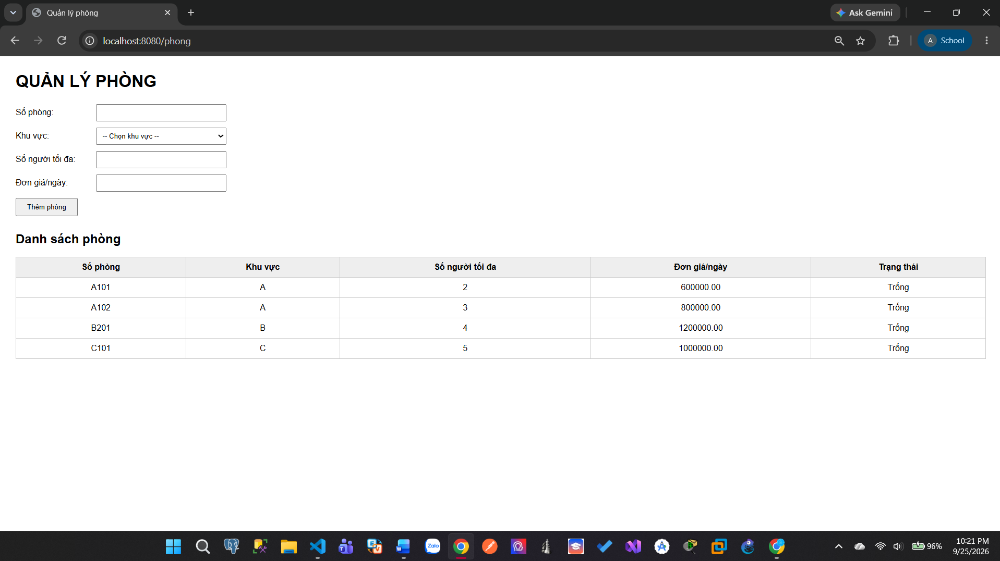 Quản lý phòng
Ask Gemini
localhost:8080/phong
A School
QUẢN LÝ PHÒNG
Số phòng:
Khu vực: -- Chọn khu vực --
Số người tối đa:
Đơn giá/ngày:
Thêm phòng
Danh sách phòng
Số phòng Khu vực Số người tối đa Đơn giá/ngày Trạng thái
A101 A 2 600000.00 Trống
A102 A 3 800000.00 Trống
B201 B 4 1200000.00 Trống
C101 C 5 1000000.00 Trống
Zalo
96%
10:21 PM
9/25/2026